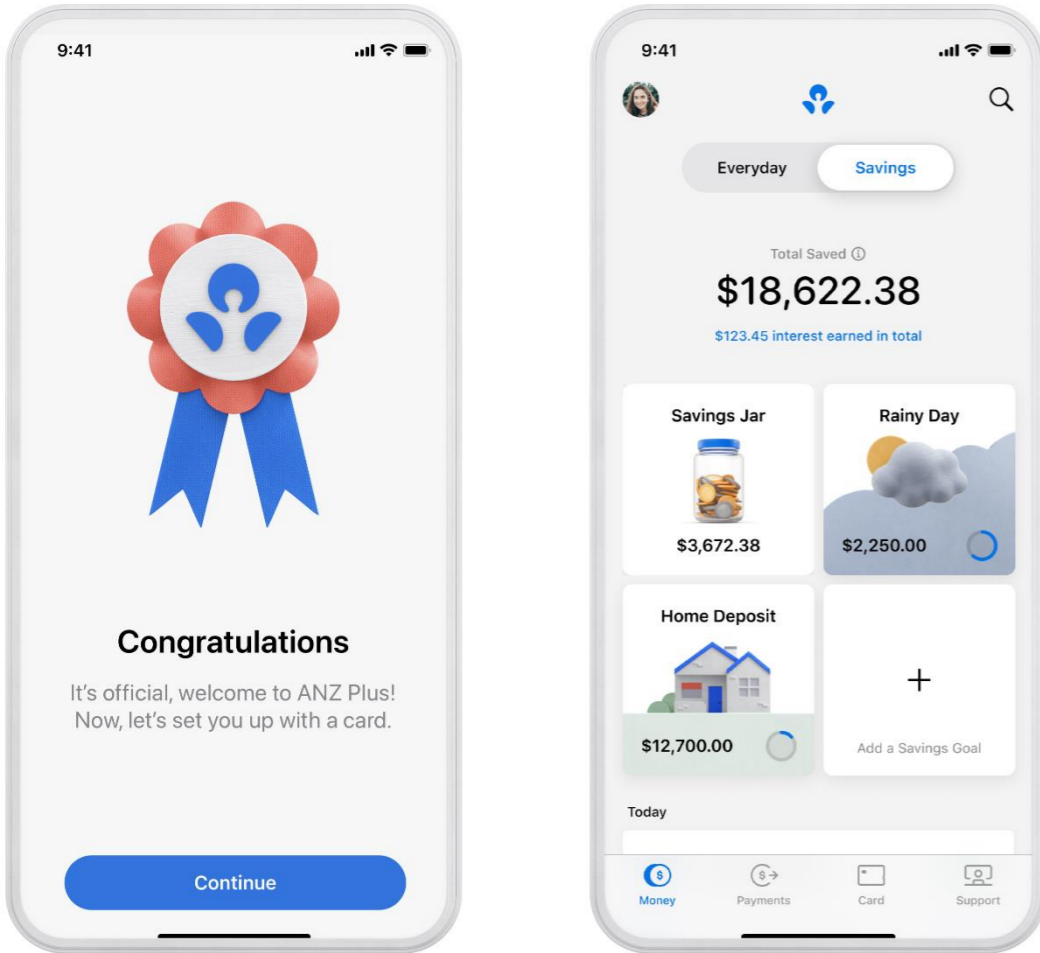 9:41
Congratulations
It's official, welcome to ANZ Plus!
Now, let's set you up with a card.
Continue
9:41
Everyday
Savings
Total Saved
$18,622.38
$123.45 interest earned in total
Savings Jar
$3,672.38
Rainy Day
$2,250.00
Home Deposit
$12,700.00
+
Add a Savings Goal
Today
Money
Payments
Card
Support